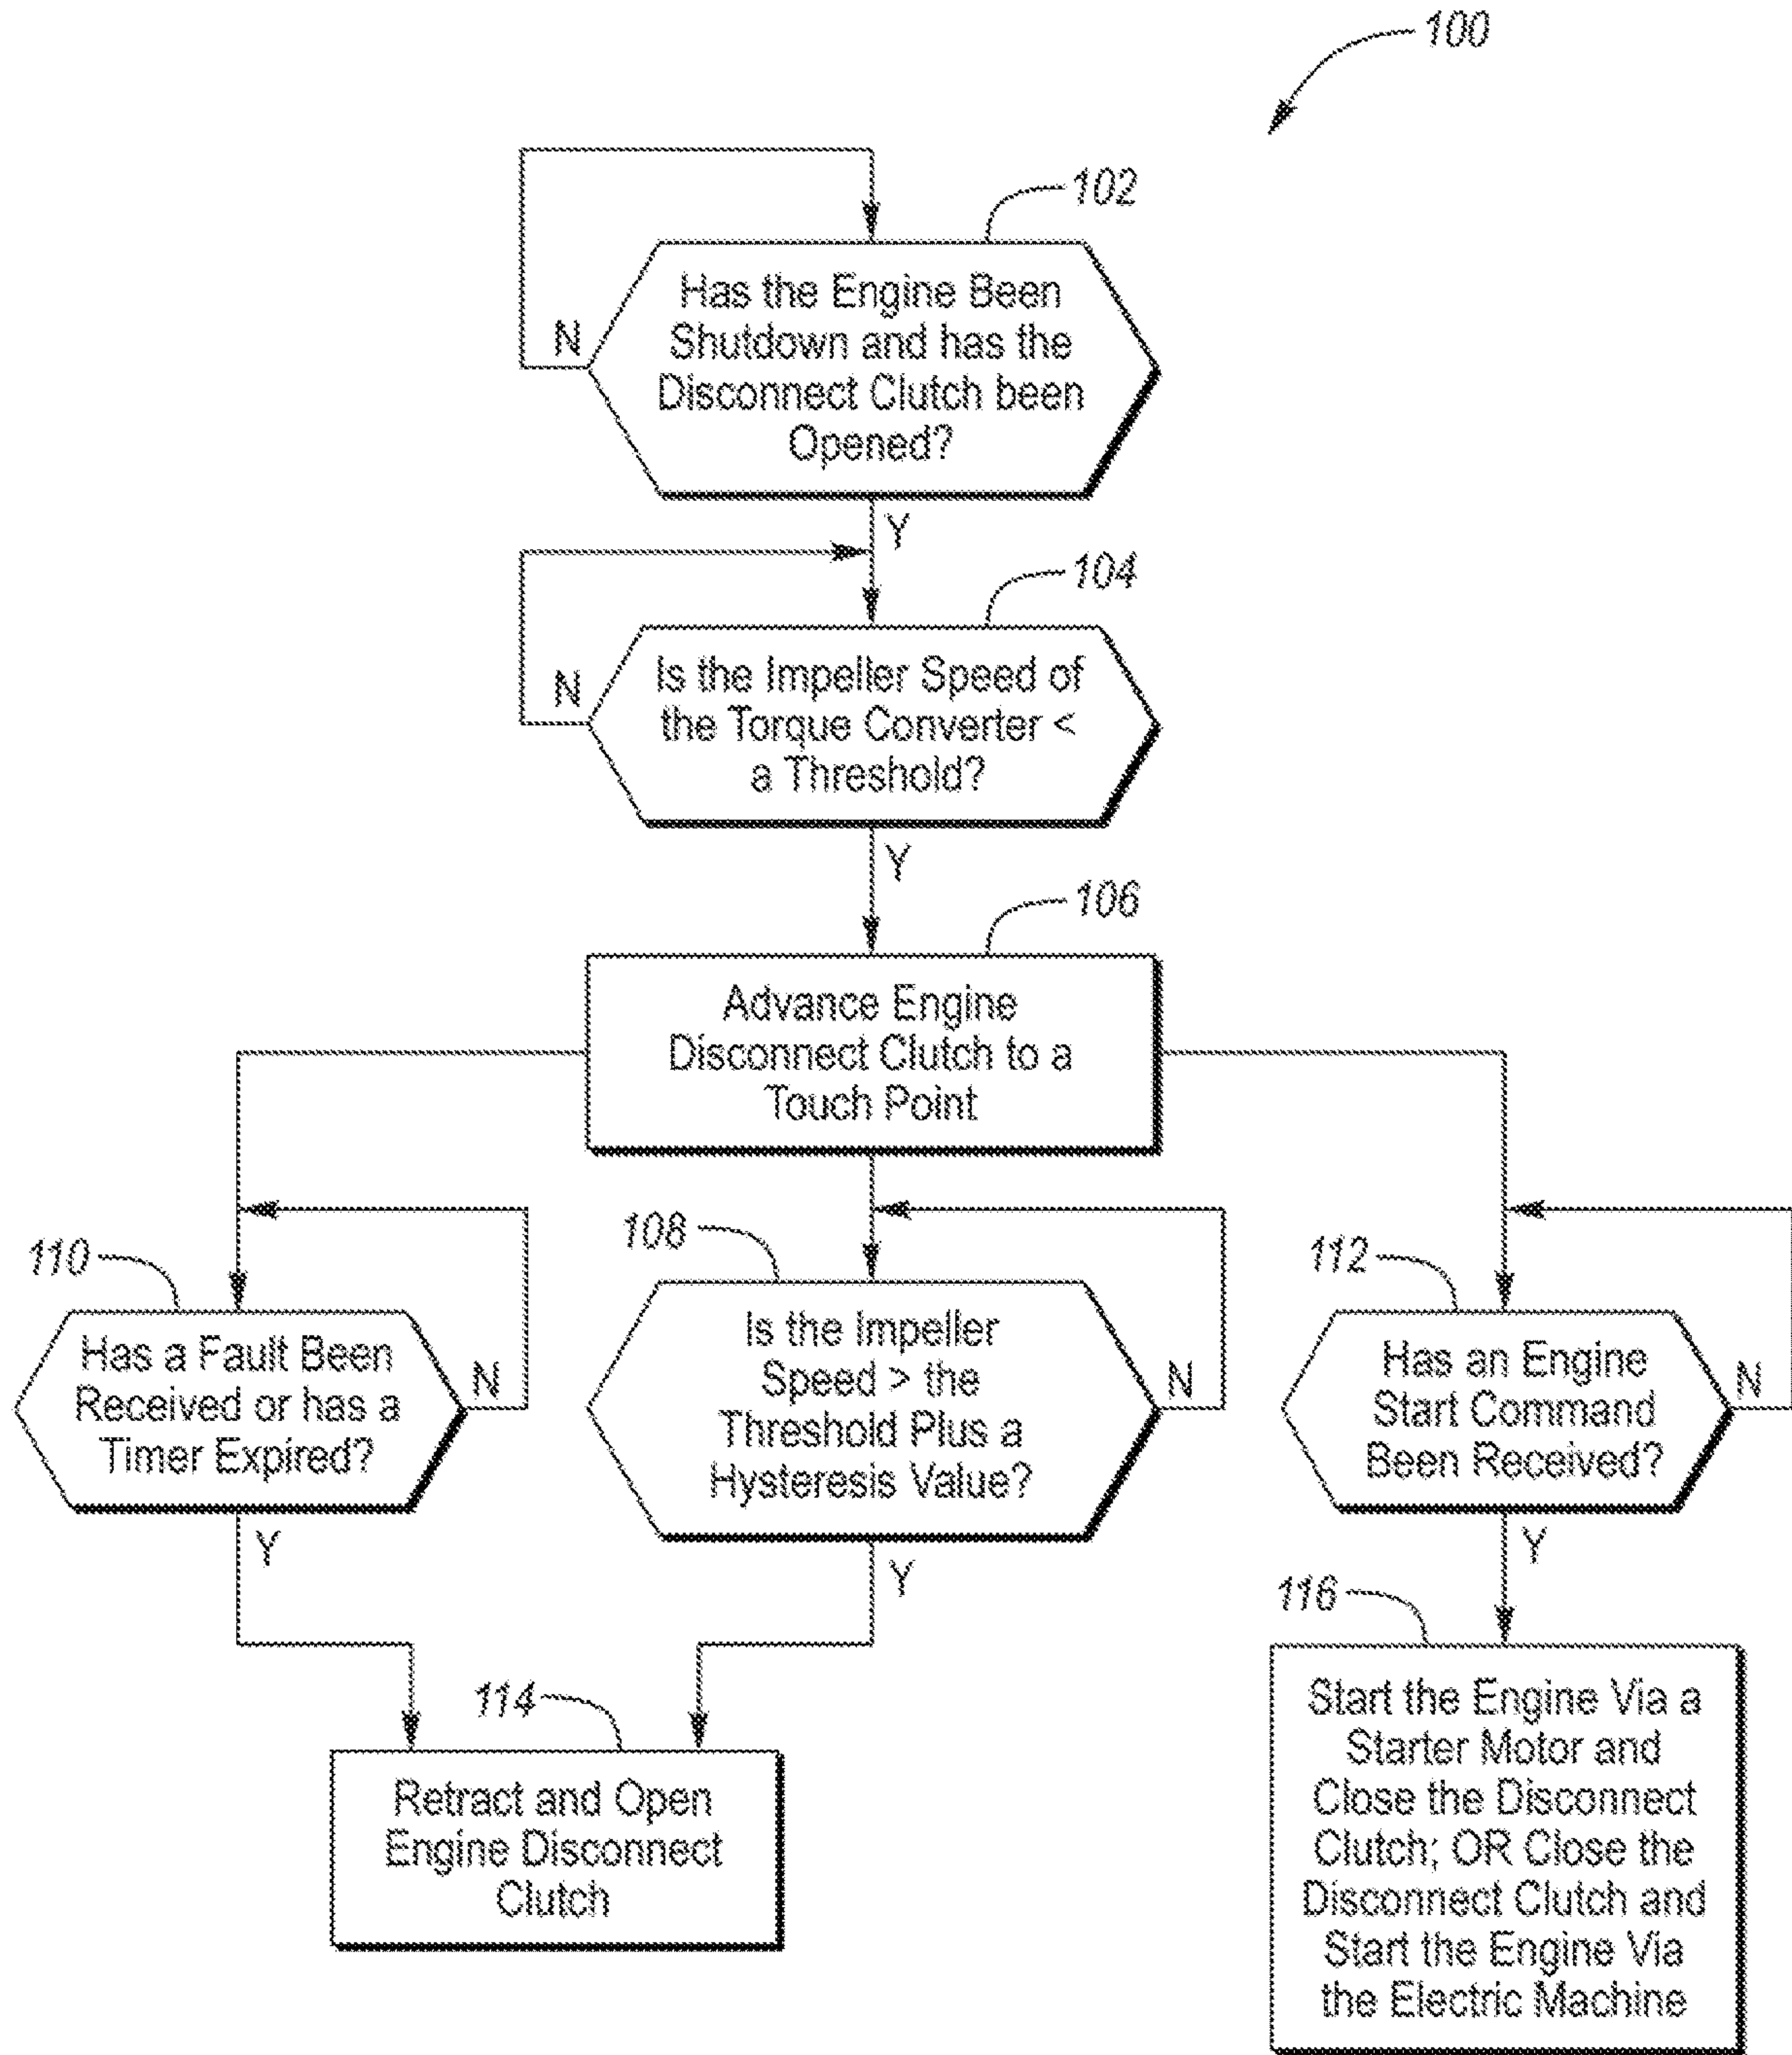 100
102
Has the Engine Been
Shutdown and has the
Disconnect Clutch been
Opened?
N
Y
104
Is the Impeller Speed of
the Torque Converter <
a Threshold?
N
Y
106
Advance Engine
Disconnect Clutch to a
Touch Point
110
Has a Fault Been
Received or has a
Timer Expired?
N
Y
108
Is the Impeller
Speed > the
Threshold Plus a
Hysteresis Value?
N
Y
112
Has an Engine
Start Command
Been Received?
N
Y
114
Retract and Open
Engine Disconnect
Clutch
116
Start the Engine Via a
Starter Motor and
Close the Disconnect
Clutch; OR Close the
Disconnect Clutch and
Start the Engine Via
the Electric Machine